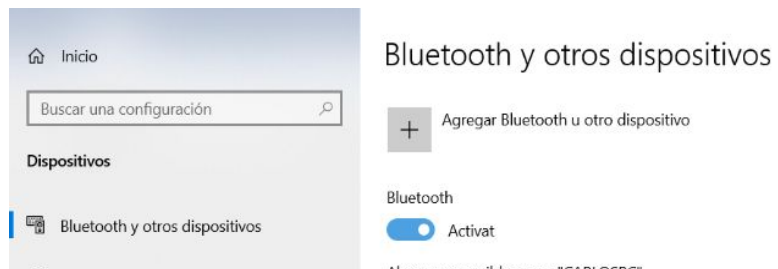 Inicio
Buscar una configuración
Dispositivos
Bluetooth y otros dispositivos
Bluetooth y otros dispositivos
Agregar Bluetooth u otro dispositivo
Bluetooth
Activat